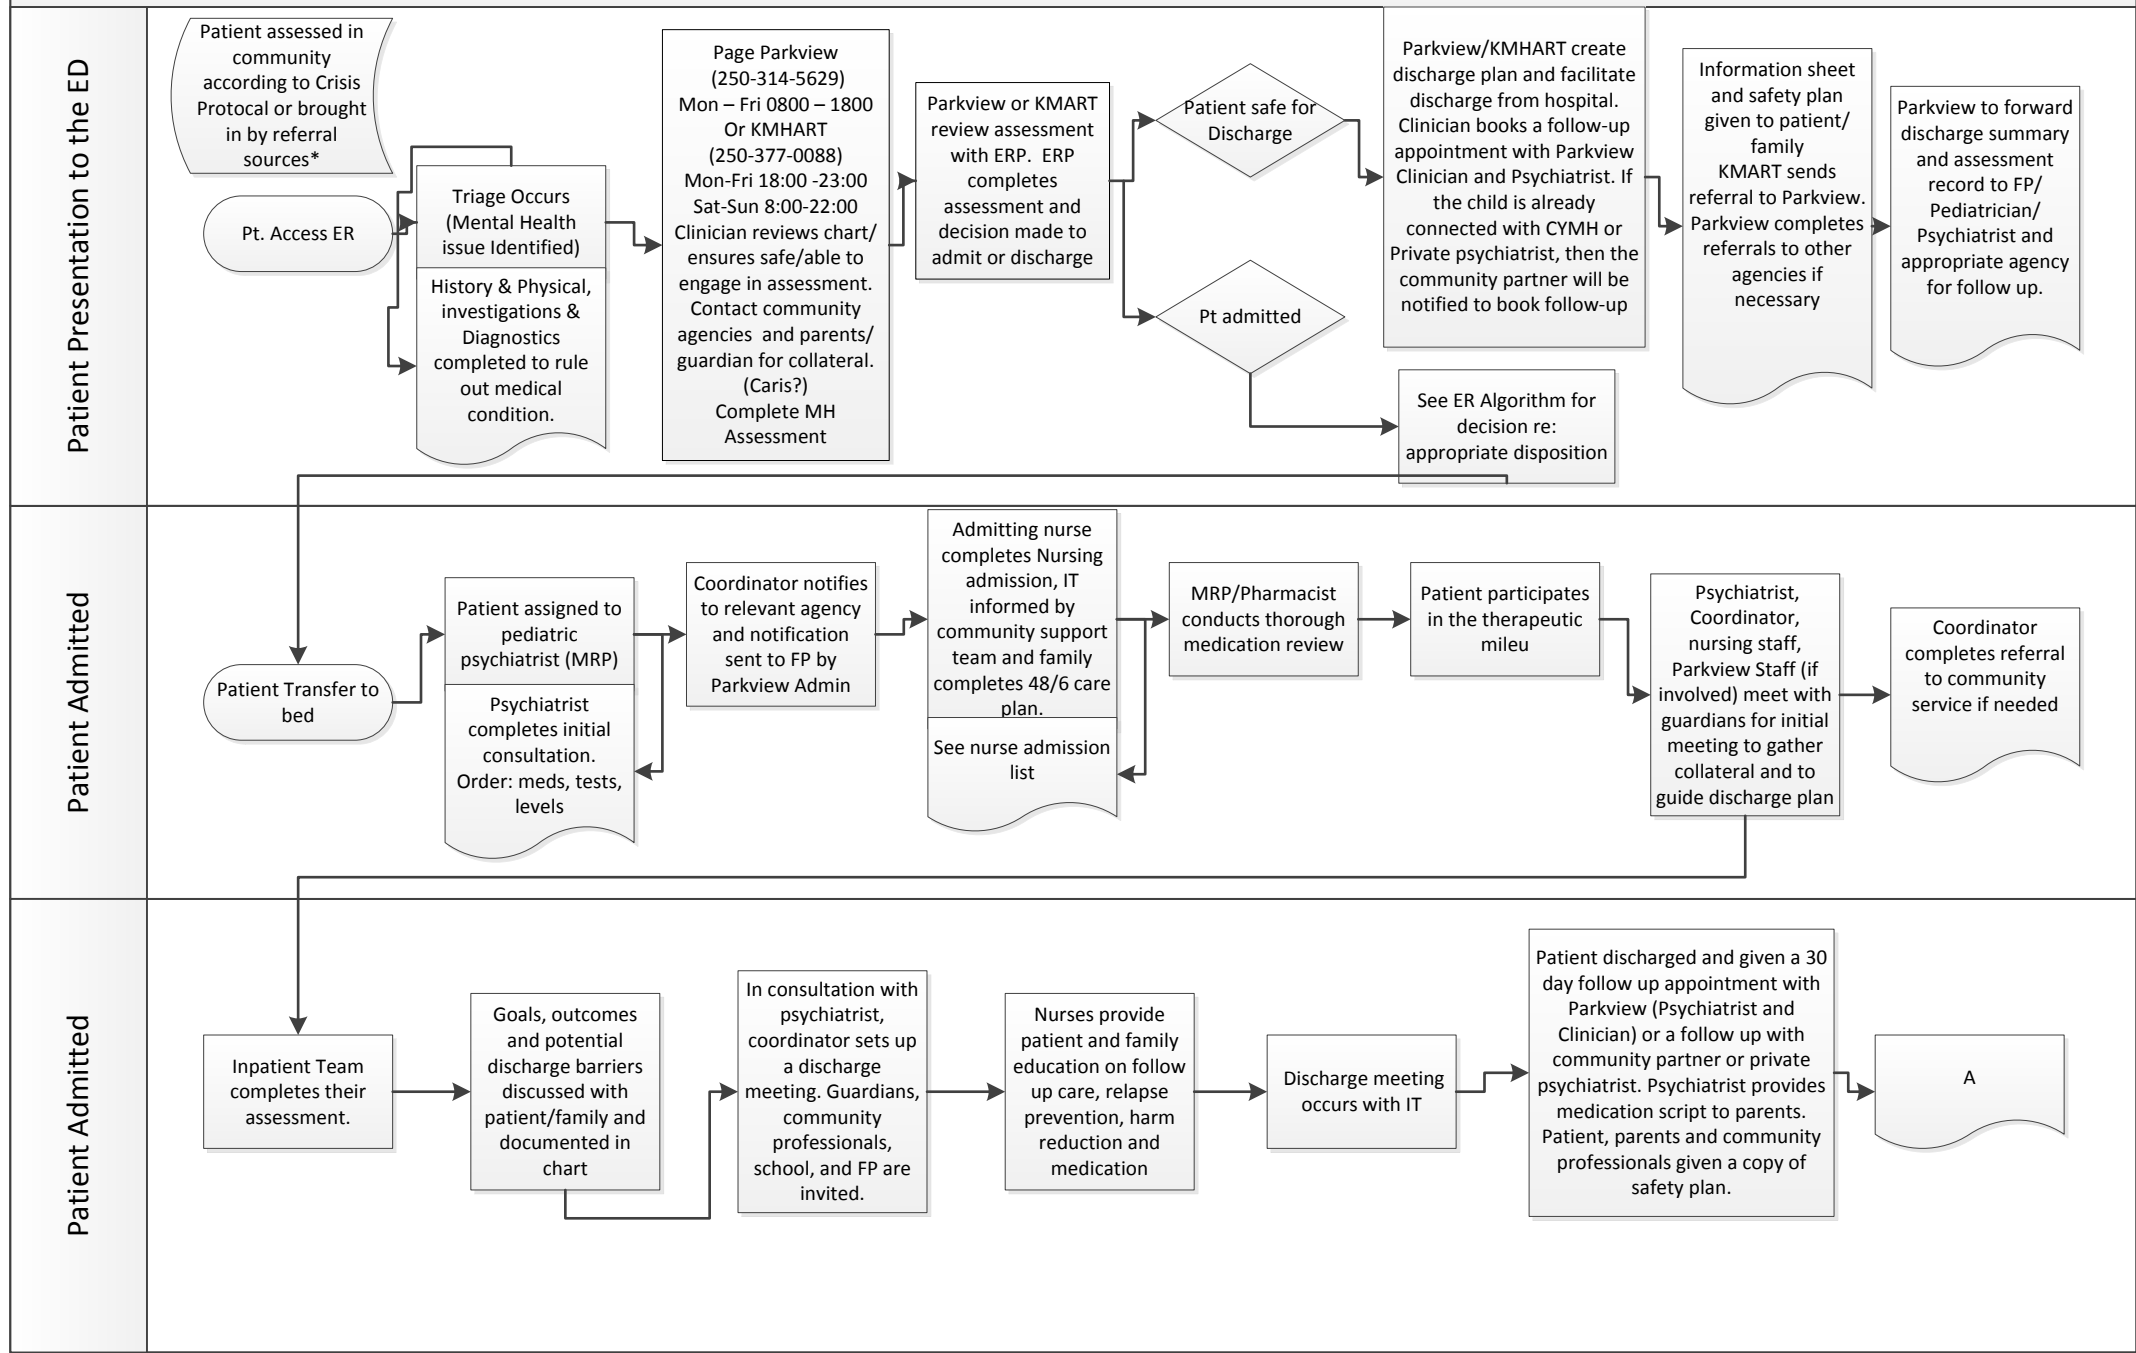 Patient Presentation to the ED
Patient assessed in
community
according to Crisis
Protocal or brought
in by referral
sources*
Pt. Access ER
Triage Occurs
(Mental Health
issue Identified)
History & Physical,
investigations &
Diagnostics
completed to rule
out medical
condition.
Page Parkview
(250-314-5629)
Mon – Fri 0800 – 1800
Or KMHART
(250-377-0088)
Mon-Fri 18:00 -23:00
Sat-Sun 8:00-22:00
Clinician reviews chart/
ensures safe/able to
engage in assessment.
Contact community
agencies and parents/
guardian for collateral.
(Caris?)
Complete MH
Assessment
Parkview or KMART
review assessment
with ERP. ERP
completes
assessment and
decision made to
admit or discharge
Patient safe for
Discharge
Pt admitted
Parkview/KMHART create
discharge plan and facilitate
discharge from hospital.
Clinician books a follow-up
appointment with Parkview
Clinician and Psychiatrist. If
the child is already
connected with CYMH or
Private psychiatrist, then the
community partner will be
notified to book follow-up
See ER Algorithm for
decision re:
appropriate disposition
Information sheet
and safety plan
given to patient/
family
KMART sends
referral to Parkview.
Parkview completes
referrals to other
agencies if
necessary
Parkview to forward
discharge summary
and assessment
record to FP/
Pediatrician/
Psychiatrist and
appropriate agency
for follow up.
Patient Admitted
Patient Transfer to
bed
Patient assigned to
pediatric
psychiatrist (MRP)
Psychiatrist
completes initial
consultation.
Order: meds, tests,
levels
Coordinator notifies
to relevant agency
and notification
sent to FP by
Parkview Admin
Admitting nurse
completes Nursing
admission, IT
informed by
community support
team and family
completes 48/6 care
plan.
See nurse admission
list
MRP/Pharmacist
conducts thorough
medication review
Patient participates
in the therapeutic
mileu
Psychiatrist,
Coordinator,
nursing staff,
Parkview Staff (if
involved) meet with
guardians for initial
meeting to gather
collateral and to
guide discharge plan
Coordinator
completes referral
to community
service if needed
Patient Admitted
Inpatient Team
completes their
assessment.
Goals, outcomes
and potential
discharge barriers
discussed with
patient/family and
documented in
chart
In consultation with
psychiatrist,
coordinator sets up
a discharge
meeting. Guardians,
community
professionals,
school, and FP are
invited.
Nurses provide
patient and family
education on follow
up care, relapse
prevention, harm
reduction and
medication
Discharge meeting
occurs with IT
Patient discharged and given a 30
day follow up appointment with
Parkview (Psychiatrist and
Clinician) or a follow up with
community partner or private
psychiatrist. Psychiatrist provides
medication script to parents.
Patient, parents and community
professionals given a copy of
safety plan.
A